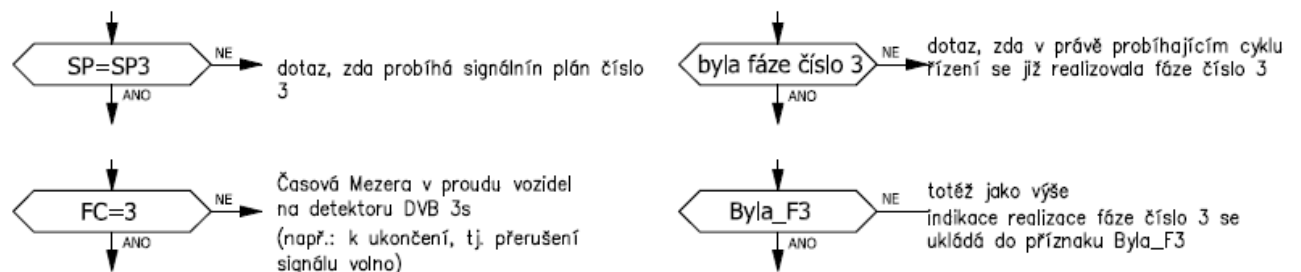 SP=SP3
NE
ANO
dotaz, zda probíhá signálnín plán číslo
3
byla fáze číslo 3
NE
ANO
dotaz, zda v právě probíhajícím cyklu
řízení se již realizovala fáze číslo 3
FC=3
NE
ANO
Časová Mezera v proudu vozidel
na detektoru DVB 3s
(např.: k ukončení, tj. přerušení
signálu volno)
Byla_F3
NE
ANO
totéž jako výše
indikace realizace fáze číslo 3 se
ukládá do příznaku Byla_F3